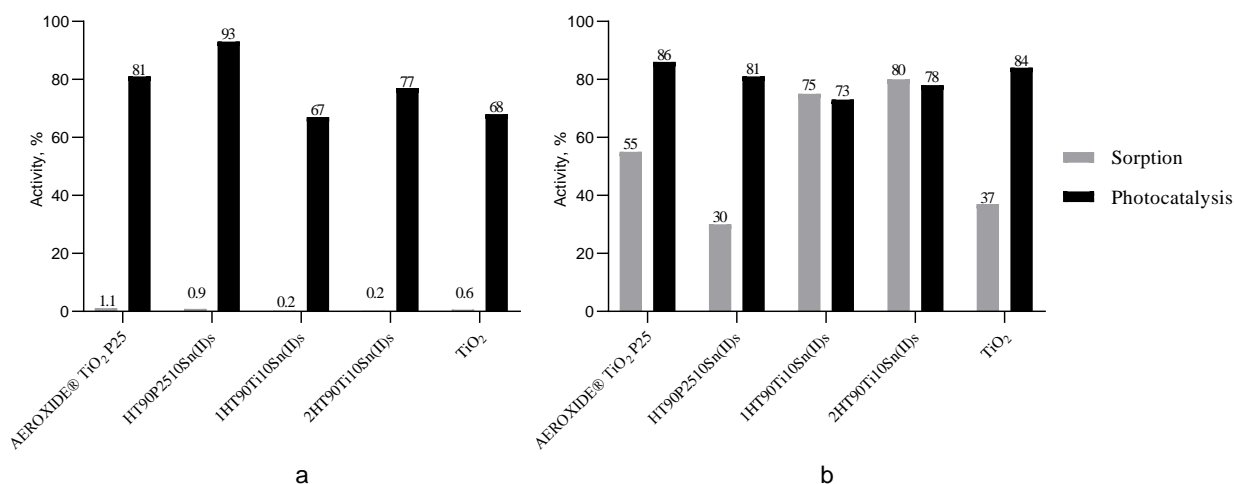 100
80
60
40
20
0
Activity, %
81
93
67
77
68
1.1
0.9
0.2
0.2
0.6
AEROXIDE® TiO₂ P25
HT90P2510Sn(II)s
1HT90Ti10Sn(II)s
2HT90Ti10Sn(II)s
TiO₂
a
100
80
60
40
20
0
Activity, %
55
86
30
81
75
73
80
78
37
84
AEROXIDE® TiO₂ P25
HT90P2510Sn(II)s
1HT90Ti10Sn(II)s
2HT90Ti10Sn(II)s
TiO₂
b
Sorption
Photocatalysis